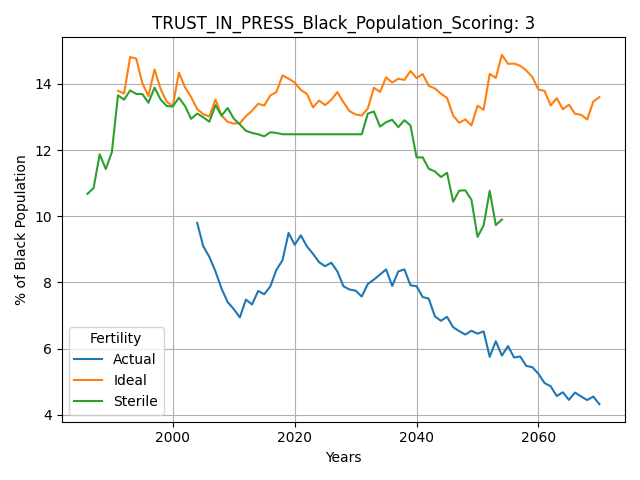 TRUST_IN_PRESS_Black_Population_Scoring: 3
% of Black Population
14
12
10
8
6
4
Fertility
Actual
Ideal
Sterile
2000 2020 2040 2060
Years